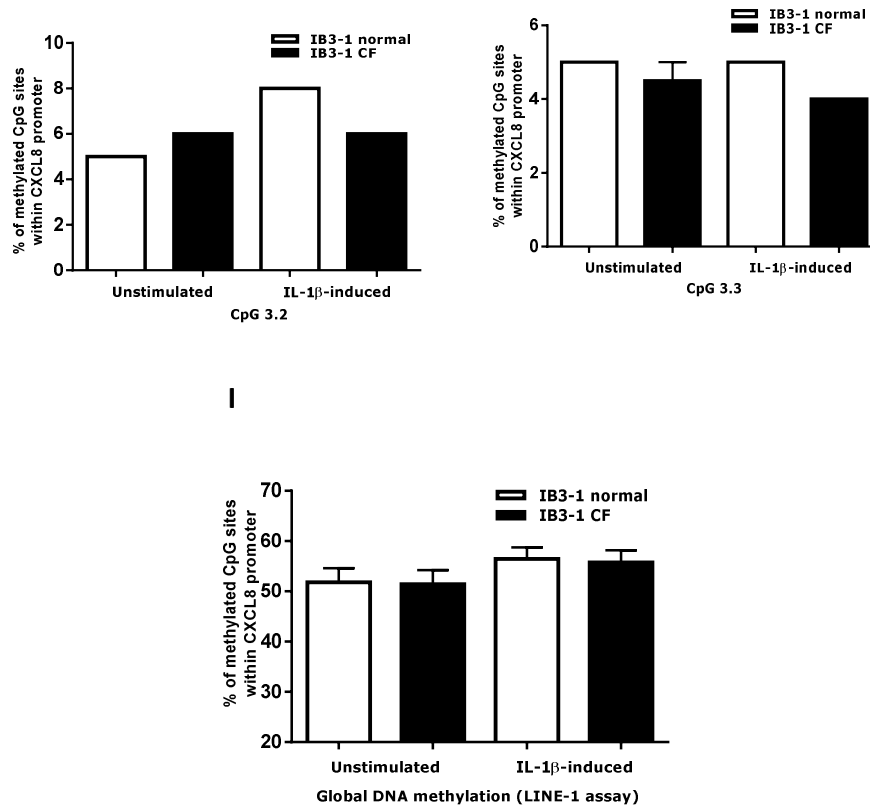 IB3-1 normal
IB3-1 CF
% of methylated CpG sites
within CXCL8 promoter
10
8
6
4
2
0
Unstimulated
IL-1β-induced
CpG 3.2
IB3-1 normal
IB3-1 CF
% of methylated CpG sites
within CXCL8 promoter
6
4
2
0
Unstimulated
IL-1β-induced
CpG 3.3
I
IB3-1 normal
IB3-1 CF
% of methylated CpG sites
within CXCL8 promoter
70
60
50
40
30
20
Unstimulated
IL-1β-induced
Global DNA methylation (LINE-1 assay)